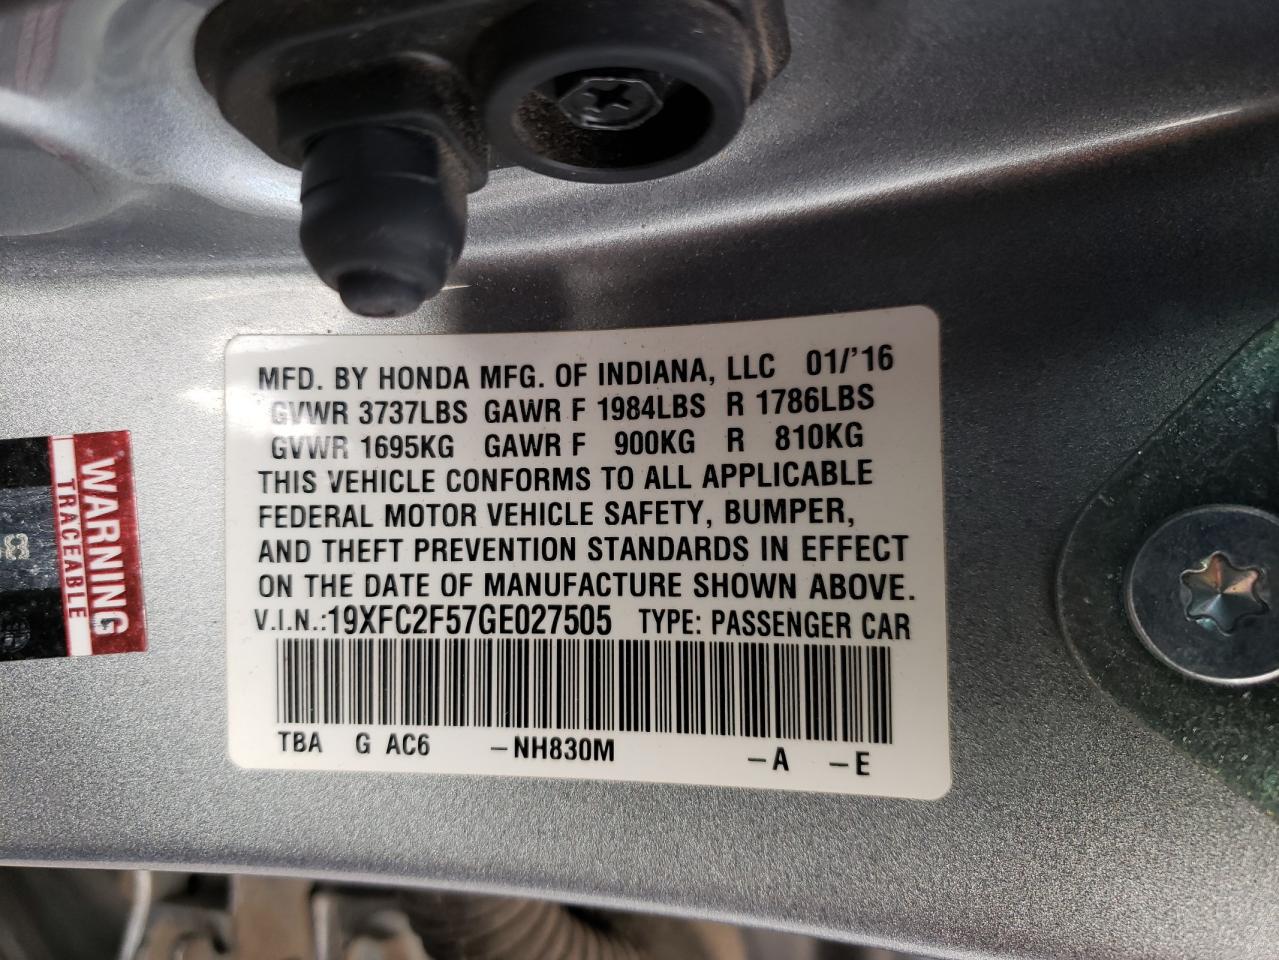 MFD. BY HONDA MFG. OF INDIANA, LLC 01/'16
GVWR 3737LBS GAWR F 1984LBS R 1786LBS
GVWR 1695KG GAWR F 900KG R 810KG
THIS VEHICLE CONFORMS TO ALL APPLICABLE
FEDERAL MOTOR VEHICLE SAFETY, BUMPER,
AND THEFT PREVENTION STANDARDS IN EFFECT
ON THE DATE OF MANUFACTURE SHOWN ABOVE.
V.I.N.:19XFC2F57GE027505 TYPE: PASSENGER CAR
TBA G AC6 –NH830M –A –E
WARNING
TRACEABLE